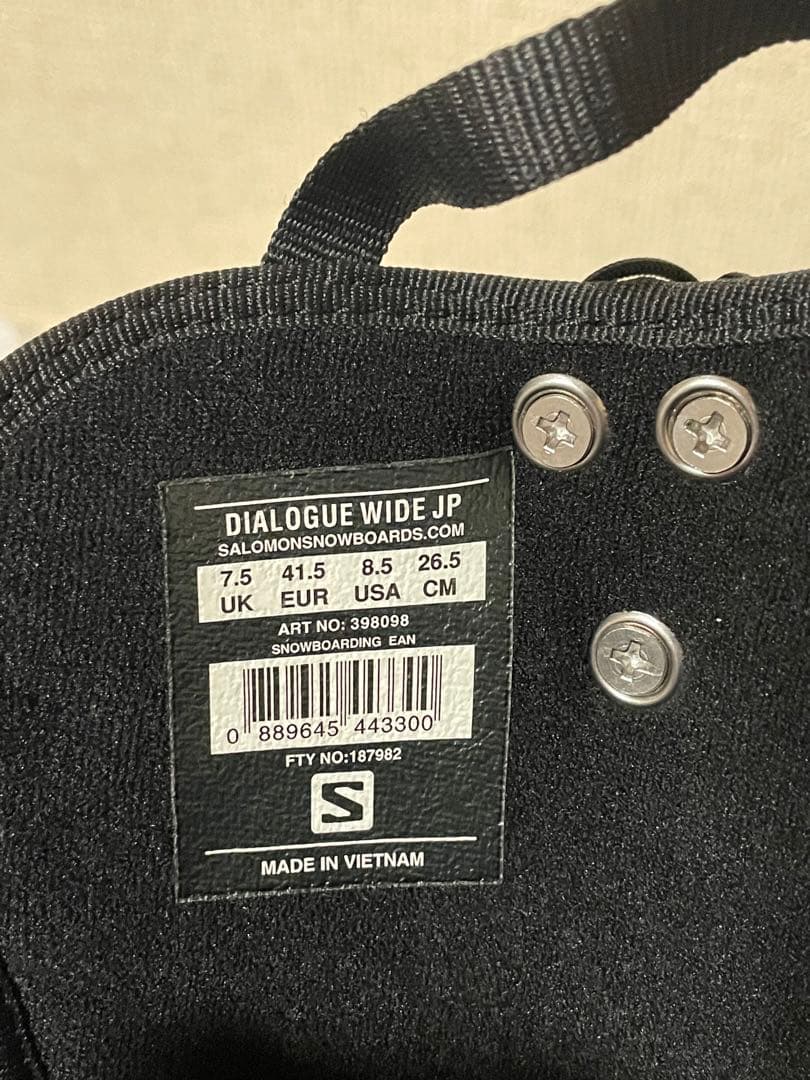 DIALOGUE WIDE JP
SALOMONSNOWBOARDS.COM
7.5 41.5 8.5 26.5
UK EUR USA CM
ART NO: 398098
SNOWBOARDING EAN
0 889645 443300
FTY NO:187982
S
MADE IN VIETNAM